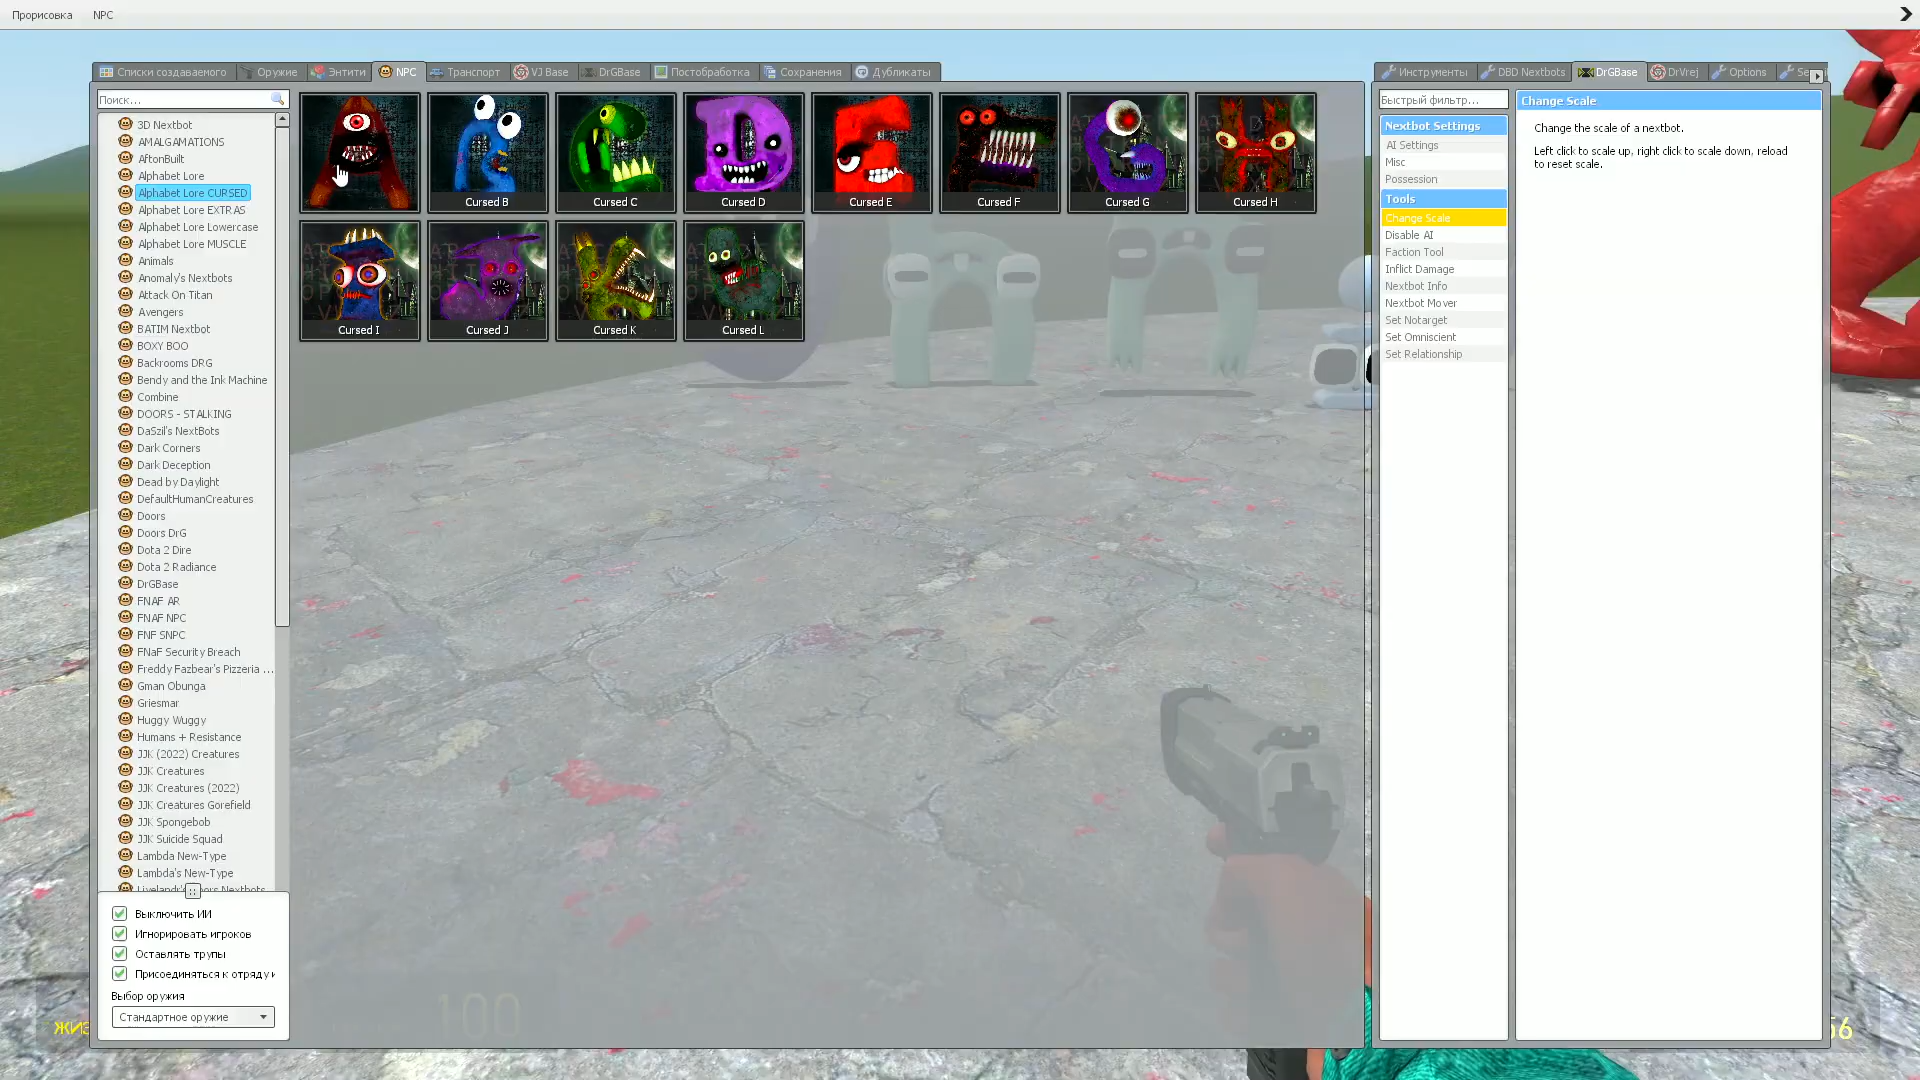 Прорисовка NPC
Списки создаваемого Оружие Энтити NPC Транспорт VJ Base DrGBase Постобработка Сохранения Дубликаты
Поиск...
3D Nextbot
AMALGAMATIONS
AftonBuilt
Alphabet Lore
Alphabet Lore CURSED
Alphabet Lore EXTRAS
Alphabet Lore Lowercase
Alphabet Lore MUSCLE
Animals
Anomaly's Nextbots
Attack On Titan
Avengers
BATIM Nextbot
BOXY BOO
Backrooms DRG
Bendy and the Ink Machine
Combine
DOORS - STALKING
DaSzil's NextBots
Dark Corners
Dark Deception
Dead by Daylight
DefaultHumanCreatures
Doors
Doors DrG
Dota 2 Dire
Dota 2 Radiance
DrGBase
FNAF AR
FNAF NPC
FNF SNPC
FNaF Security Breach
Freddy Fazbear's Pizzeria ...
Gman Obunga
Griesmar
Huggy Wuggy
Humans + Resistance
JJK (2022) Creatures
JJK Creatures
JJK Creatures (2022)
JJK Creatures Gorefield
JJK Spongebob
JJK Suicide Squad
Lambda New-Type
Lambda's New-Type
Выключить ИИ
Игнорировать игроков
Оставлять трупы
Присоединяться к отряду и
Выбор оружия
Стандартное оружие
Cursed B Cursed C Cursed D Cursed E Cursed F Cursed G Cursed H
Cursed I Cursed J Cursed K Cursed L
100
ЖИЗ
56
Инструменты DBD Nextbots DrGBase DrVrej Options Se
Быстрый фильтр...
Nextbot Settings
AI Settings
Misc
Possession
Tools
Change Scale
Disable AI
Faction Tool
Inflict Damage
Nextbot Info
Nextbot Mover
Set Notarget
Set Omniscient
Set Relationship
Change Scale
Change the scale of a nextbot.
Left click to scale up, right click to scale down, reload
to reset scale.